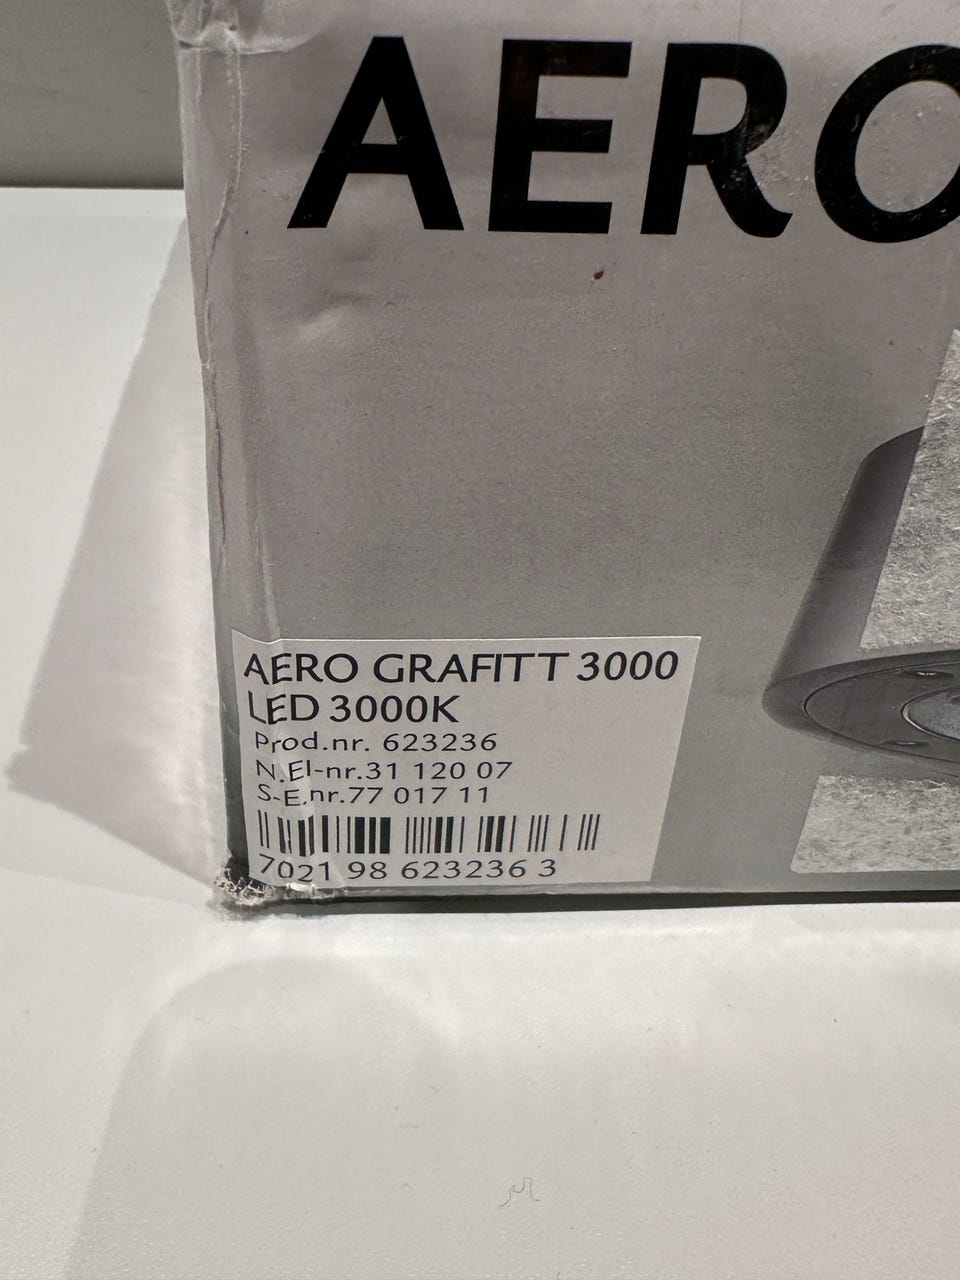 AERO
AERO GRAFITT 3000
LED 3000K
Prod.nr. 623236
N.El-nr.31 120 07
S-E.nr.77 017 11
7021 98 623236 3